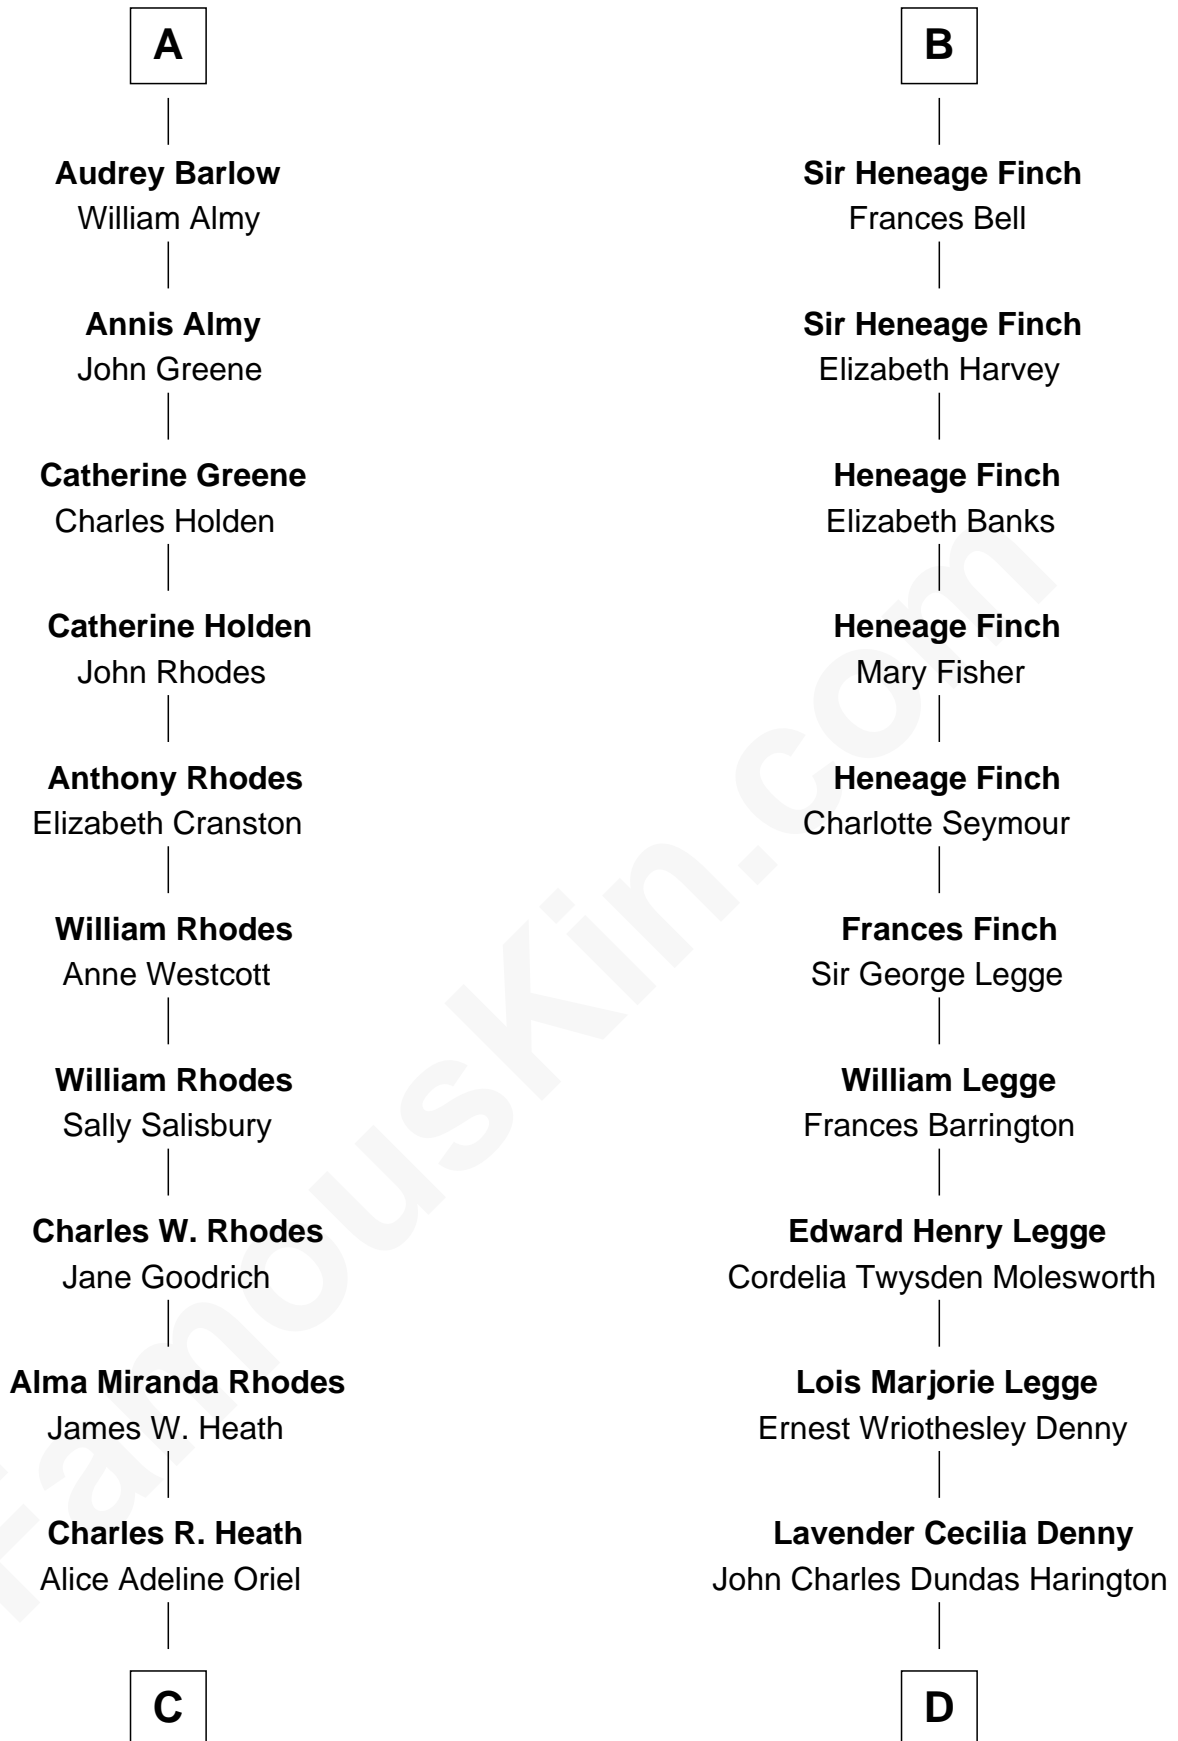 A
Audrey Barlow
William Almy
Annis Almy
John Greene
Catherine Greene
Charles Holden
Catherine Holden
John Rhodes
Anthony Rhodes
Elizabeth Cranston
William Rhodes
Anne Westcott
William Rhodes
Sally Salisbury
Charles W. Rhodes
Jane Goodrich
Alma Miranda Rhodes
James W. Heath
Charles R. Heath
Alice Adeline Oriel
C
B
Sir Heneage Finch
Frances Bell
Sir Heneage Finch
Elizabeth Harvey
Heneage Finch
Elizabeth Banks
Heneage Finch
Mary Fisher
Heneage Finch
Charlotte Seymour
Frances Finch
Sir George Legge
William Legge
Frances Barrington
Edward Henry Legge
Cordelia Twysden Molesworth
Lois Marjorie Legge
Ernest Wriothesley Denny
Lavender Cecilia Denny
John Charles Dundas Harington
D
FamousKin.com